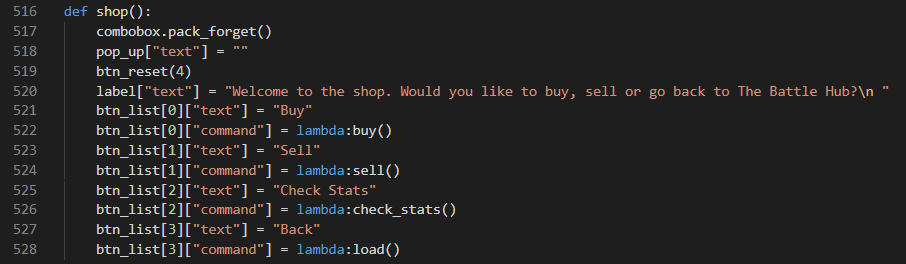 516 def shop():
517 combobox.pack_forget()
518 pop_up["text"] = ""
519 btn_reset(4)
520 label["text"] = "Welcome to the shop. Would you like to buy, sell or go back to The Battle Hub?\n "
521 btn_list[0]["text"] = "Buy"
522 btn_list[0]["command"] = lambda:buy()
523 btn_list[1]["text"] = "Sell"
524 btn_list[1]["command"] = lambda:sell()
525 btn_list[2]["text"] = "Check Stats"
526 btn_list[2]["command"] = lambda:check_stats()
527 btn_list[3]["text"] = "Back"
528 btn_list[3]["command"] = lambda:load()